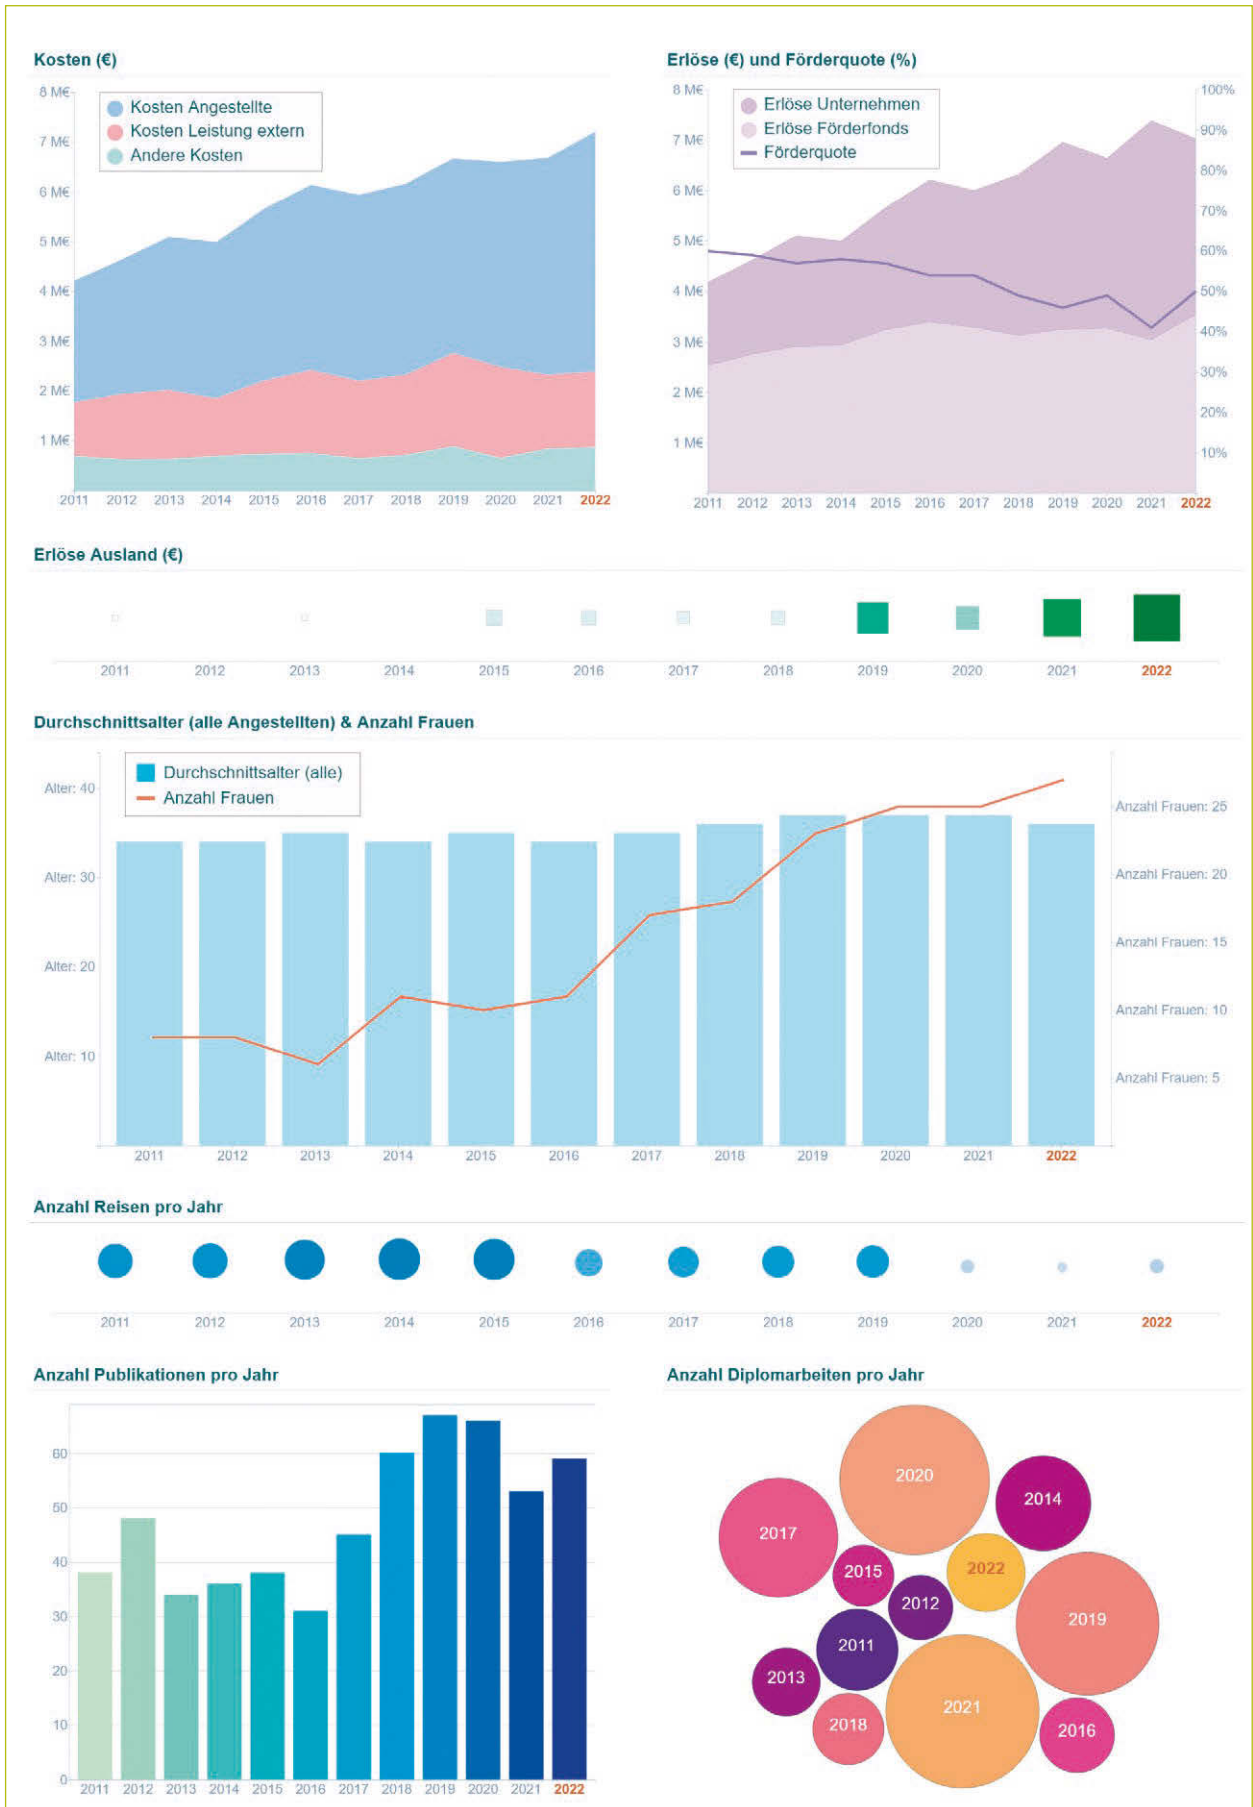 Kosten (€)
8 M€
7 M€
6 M€
5 M€
4 M€
3 M€
2 M€
1 M€
Kosten Angestellte
Kosten Leistung extern
Andere Kosten
2011 2012 2013 2014 2015 2016 2017 2018 2019 2020 2021 2022
Erlöse (€) und Förderquote (%)
8 M€
7 M€
6 M€
5 M€
4 M€
3 M€
2 M€
1 M€
Erlöse Unternehmen
Erlöse Förderfonds
Förderquote
100%
90%
80%
70%
60%
50%
40%
30%
20%
10%
2011 2012 2013 2014 2015 2016 2017 2018 2019 2020 2021 2022
Erlöse Ausland (€)
2011 2012 2013 2014 2015 2016 2017 2018 2019 2020 2021 2022
Durchschnittsalter (alle Angestellten) & Anzahl Frauen
Durchschnittsalter (alle)
Anzahl Frauen
Alter: 40
Alter: 30
Alter: 20
Alter: 10
Anzahl Frauen: 25
Anzahl Frauen: 20
Anzahl Frauen: 15
Anzahl Frauen: 10
Anzahl Frauen: 5
2011 2012 2013 2014 2015 2016 2017 2018 2019 2020 2021 2022
Anzahl Reisen pro Jahr
2011 2012 2013 2014 2015 2016 2017 2018 2019 2020 2021 2022
Anzahl Publikationen pro Jahr
60
50
40
30
20
10
0
2011 2012 2013 2014 2015 2016 2017 2018 2019 2020 2021 2022
Anzahl Diplomarbeiten pro Jahr
2020
2014
2017
2015
2022
2012
2019
2011
2013
2021
2018
2016